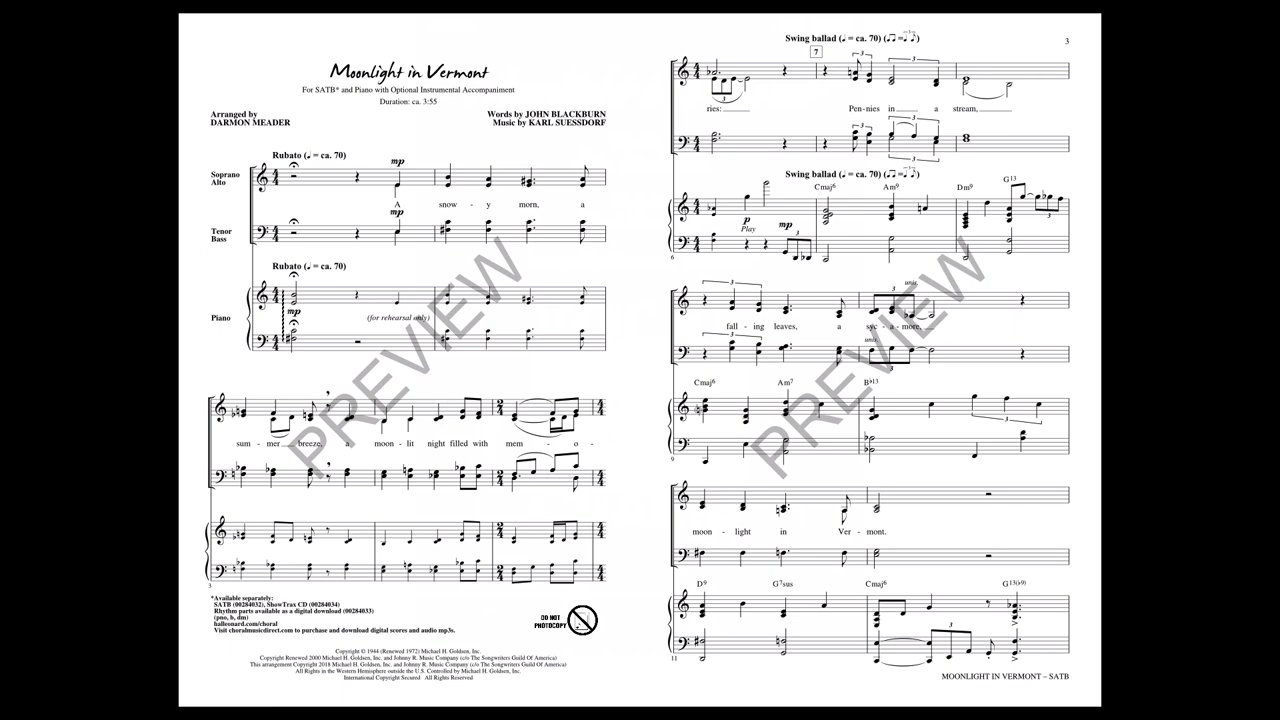 Moonlight in Vermont
For SATB* and Piano with Optional Instrumental Accompaniment
Duration: ca. 3:55
Arranged by
DARMON MEADER
Words by JOHN BLACKBURN
Music by KARL SUESSDORF
Rubato (♩ = ca. 70)
mp
Soprano
Alto
A snow - y morn, a
mp
Tenor
Bass
Rubato (♩ = ca. 70)
mp
Piano
(for rehearsal only)
sum - mer breeze, a moon - lit night filled with mem - o -
3
*Available separately:
SATB (00284032), ShowTrax CD (00284034)
Rhythm parts available as a digital download (00284033)
(pno, b, dm)
halleonard.com/choral
Visit choralmusicdirect.com to purchase and download digital scores and audio mp3s.
DO NOT
PHOTOCOPY
Copyright © 1944 (Renewed 1972) Michael H. Goldsen, Inc.
Copyright Renewed 2000 Michael H. Goldsen, Inc. and Johnny R. Music Company (c/o The Songwriters Guild Of America)
This arrangement Copyright 2018 Michael H. Goldsen, Inc. and Johnny R. Music Company (c/o The Songwriters Guild Of America)
All Rights in the Western Hemisphere outside the U.S. Controlled by Michael H. Goldsen, Inc.
International Copyright Secured All Rights Reserved
PREVIEW
3
Swing ballad (♩ = ca. 70)
7
ries: Pen - nies in a stream,
Swing ballad (♩ = ca. 70)
Cmaj6 Am9 Dm9 G13
p
Play
mp
6
unis.
fall - ing leaves, a syc - a - more,
unis.
Cmaj6 Am7 B♭13
9
moon - light in Ver - mont.
D9 G7sus Cmaj6 G13(♭9)
11
MOONLIGHT IN VERMONT – SATB
PREVIEW